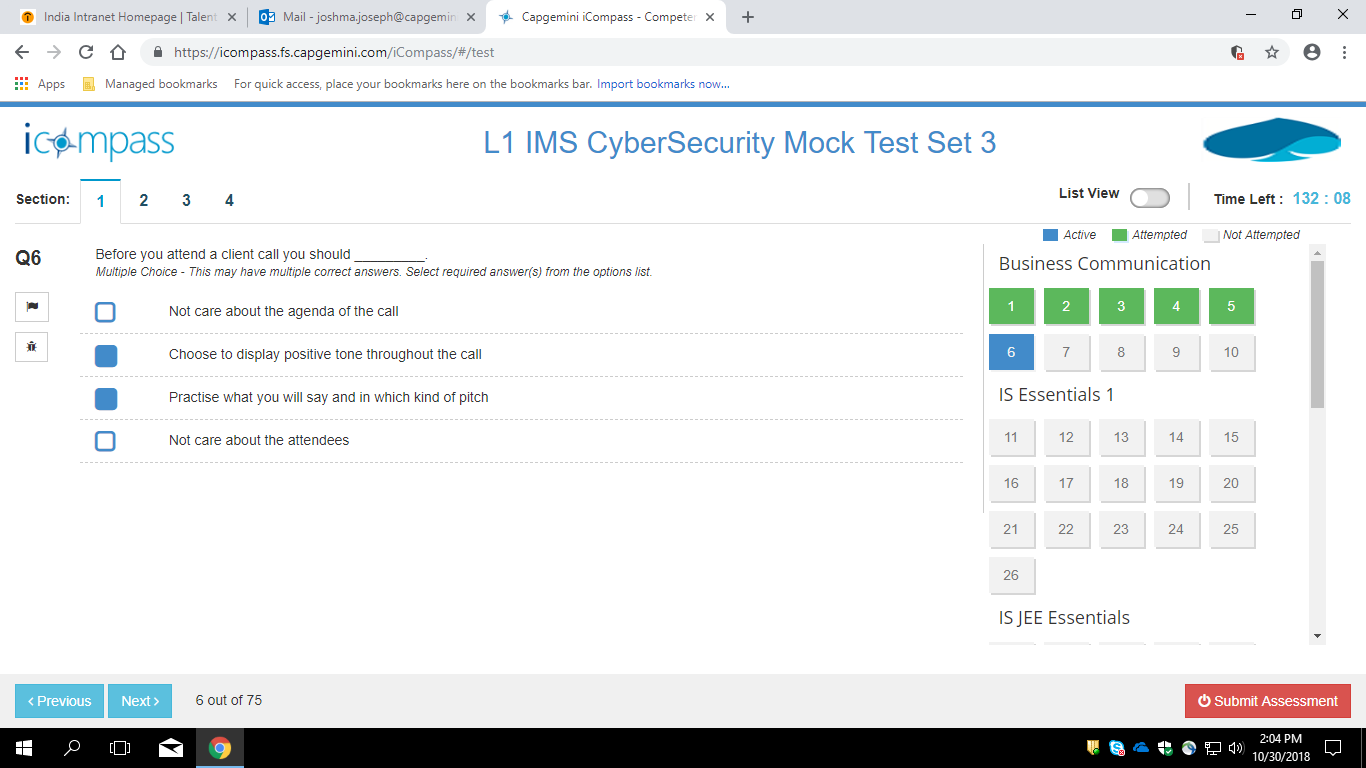 India Intranet Homepage | Talent
Mail - joshma.joseph@capgemin
Capgemini iCompass - Competen
https://icompass.fs.capgemini.com/iCompass/#/test
Apps
Managed bookmarks
For quick access, place your bookmarks here on the bookmarks bar. Import bookmarks now...
icompass
L1 IMS CyberSecurity Mock Test Set 3
Section: 1 2 3 4
List View
Time Left : 132 : 08
Active Attempted Not Attempted
Q6
Before you attend a client call you should _________.
Multiple Choice - This may have multiple correct answers. Select required answer(s) from the options list.
Not care about the agenda of the call
Choose to display positive tone throughout the call
Practise what you will say and in which kind of pitch
Not care about the attendees
Business Communication
1 2 3 4 5
6 7 8 9 10
IS Essentials 1
11 12 13 14 15
16 17 18 19 20
21 22 23 24 25
26
IS JEE Essentials
‹ Previous
Next ›
6 out of 75
Submit Assessment
2:04 PM
10/30/2018